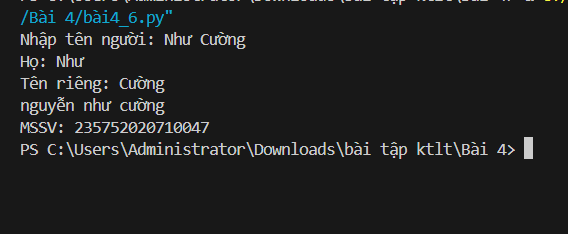 /Bài 4/bài4_6.py"
Nhập tên người: Như Cường
Họ: Như
Tên riêng: Cường
nguyễn như cường
MSSV: 235752020710047
PS C:\Users\Administrator\Downloads\bài tập ktlt\Bài 4>